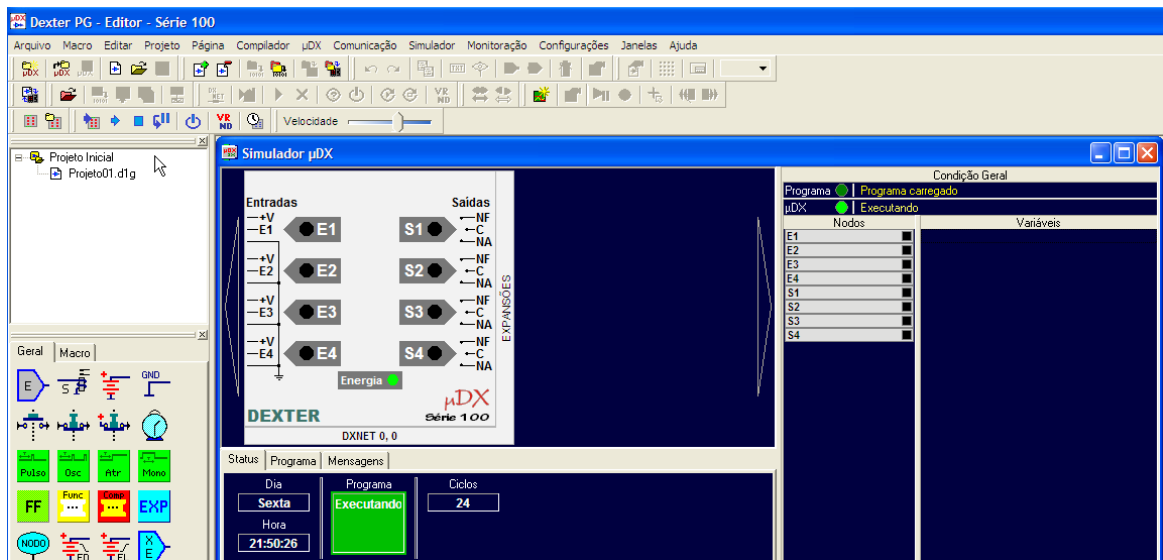 Dexter PG - Editor - Série 100
Arquivo Macro Editar Projeto Página Compilador µDX Comunicação Simulador Monitoração Configurações Janelas Ajuda
Velocidade
Projeto Inicial
Projeto01.d1g
Simulador µDX
Entradas Saídas
+V E1 E1 S1 NF C NA
+V E2 E2 S2 NF C NA
+V E3 E3 S3 NF C NA
+V E4 E4 S4 NF C NA
EXPANSÕES
Energia
µDX
DEXTER Série 100
DXNET 0, 0
Condição Geral
Programa Programa carregado
µDX Executando
Nodos Variáveis
E1
E2
E3
E4
S1
S2
S3
S4
Geral Macro
E S GND
Pulso Osc Atr Mono
FF Func ... Comp ... EXP
NODO ED EL X E
Status Programa Mensagens
Dia Programa Ciclos
Sexta Executando 24
Hora
21:50:26